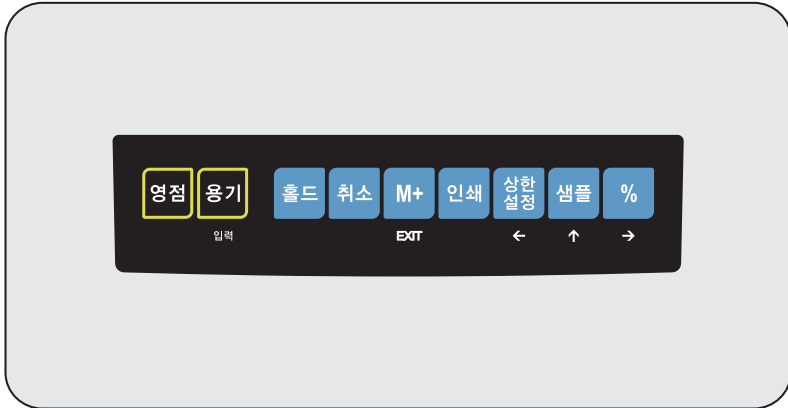 영점 용기 홀드 취소 M+ 인쇄 상한 설정 샘플 %
입력 EXIT ← ↑ →